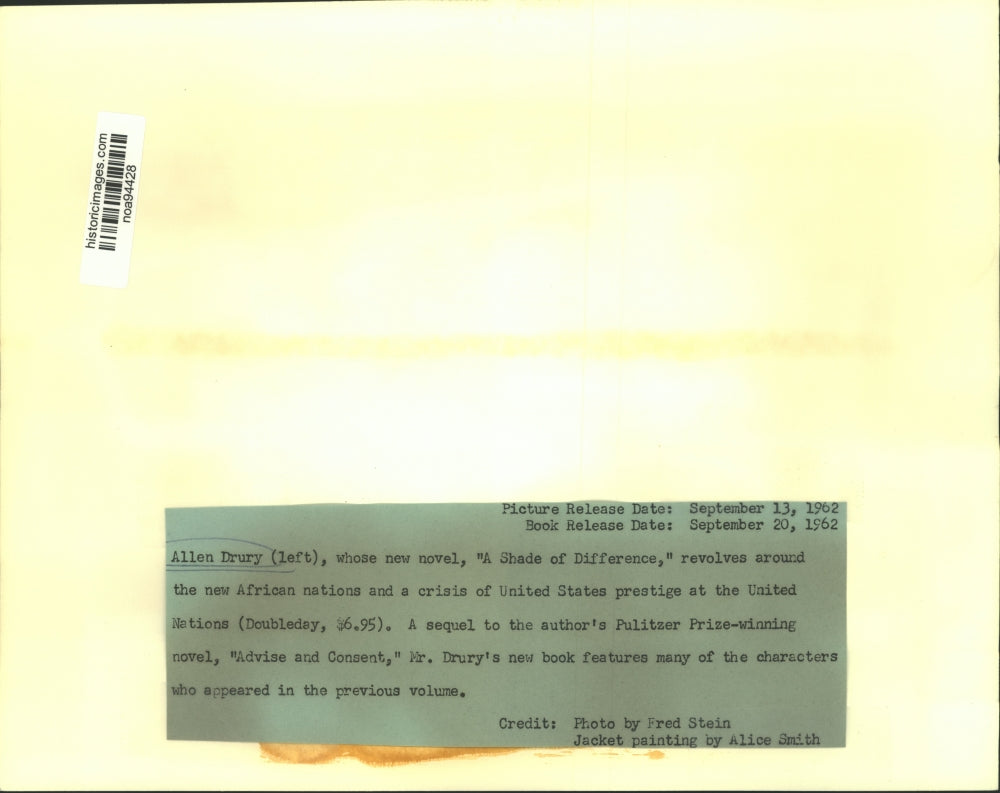 historicimages.com
noa94428
Picture Release Date: September 13, 1962
Book Release Date: September 20, 1962
Allen Drury (left), whose new novel, "A Shade of Difference," revolves around
the new African nations and a crisis of United States prestige at the United
Nations (Doubleday, $6.95). A sequel to the author's Pulitzer Prize-winning
novel, "Advise and Consent," Mr. Drury's new book features many of the characters
who appeared in the previous volume.
Credit: Photo by Fred Stein
Jacket painting by Alice Smith